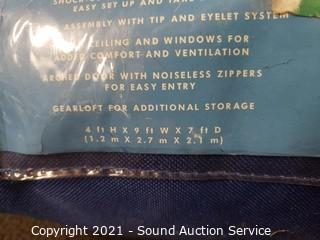 EASY SET UP AND TAKE
ASSEMBLY WITH TIP AND EYELET SYSTEM
CEILING AND WINDOWS FOR
ADDED COMFORT AND VENTILATION
ARCHED DOOR WITH NOISELESS ZIPPERS
FOR EASY ENTRY
GEARLOFT FOR ADDITIONAL STORAGE
4 ft H X 9 ft W X 7 ft D
(1.2 m X 2.7 m X 2.1 m)
Copyright 2021 - Sound Auction Service